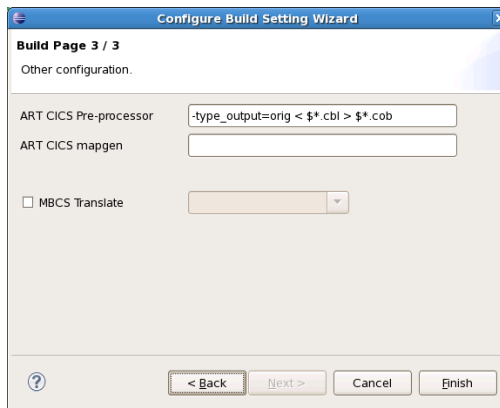 Configure Build Setting Wizard
Build Page 3 / 3
Other configuration.
ART CICS Pre-processor
-type_output=orig < $*.cbl > $*.cob
ART CICS mapgen
MBCS Translate
< Back
Next >
Cancel
Finish